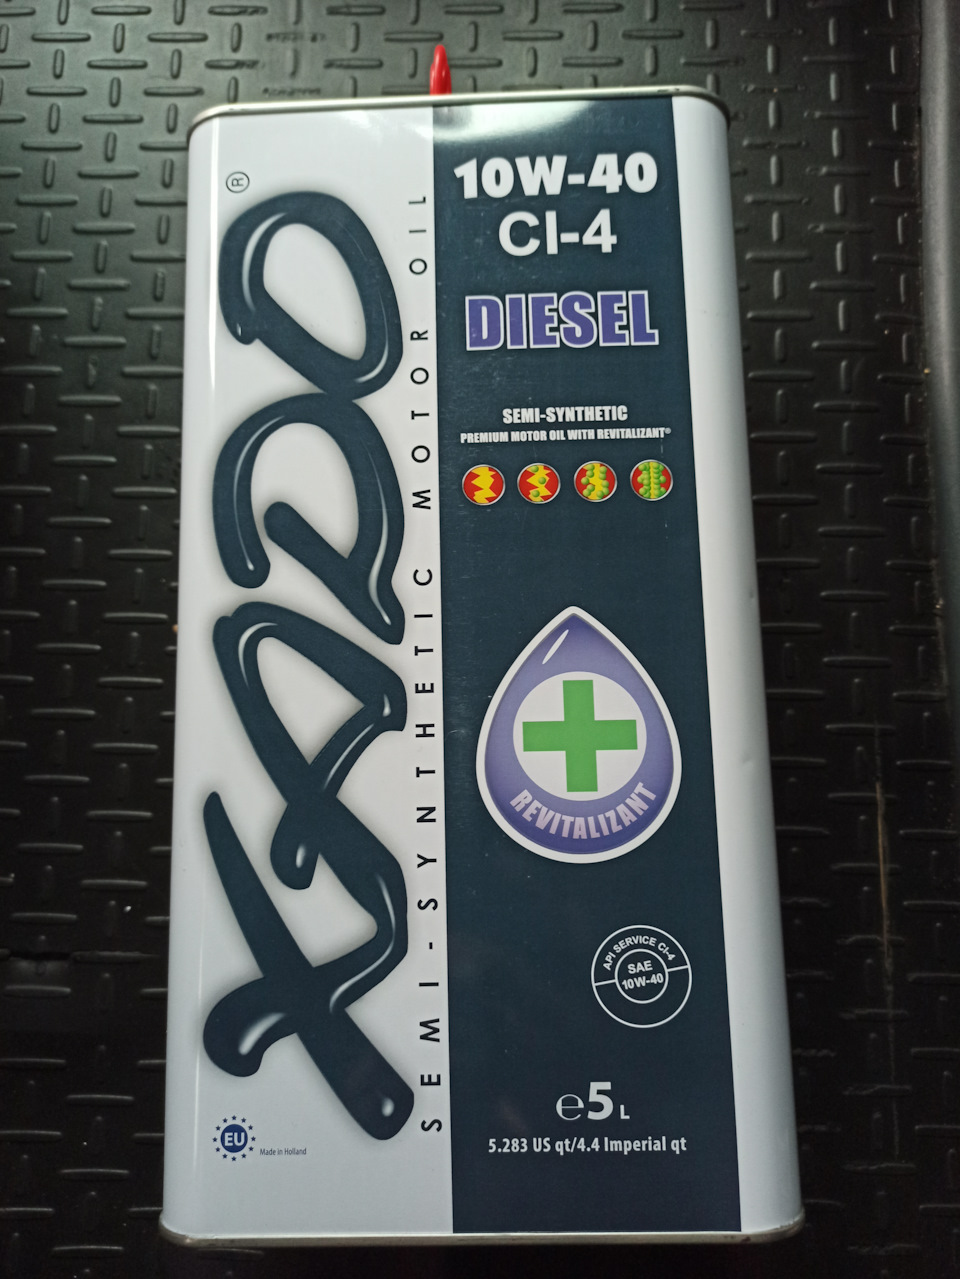 XADO®
SEMI-SYNTHETIC MOTOR OIL
10W-40
CI-4
DIESEL
SEMI-SYNTHETIC
PREMIUM MOTOR OIL WITH REVITALIZANT®
REVITALIZANT
API SERVICE CI-4
SAE
10W-40
℮5L
5.283 US qt/4.4 Imperial qt
EU
Made in Holland